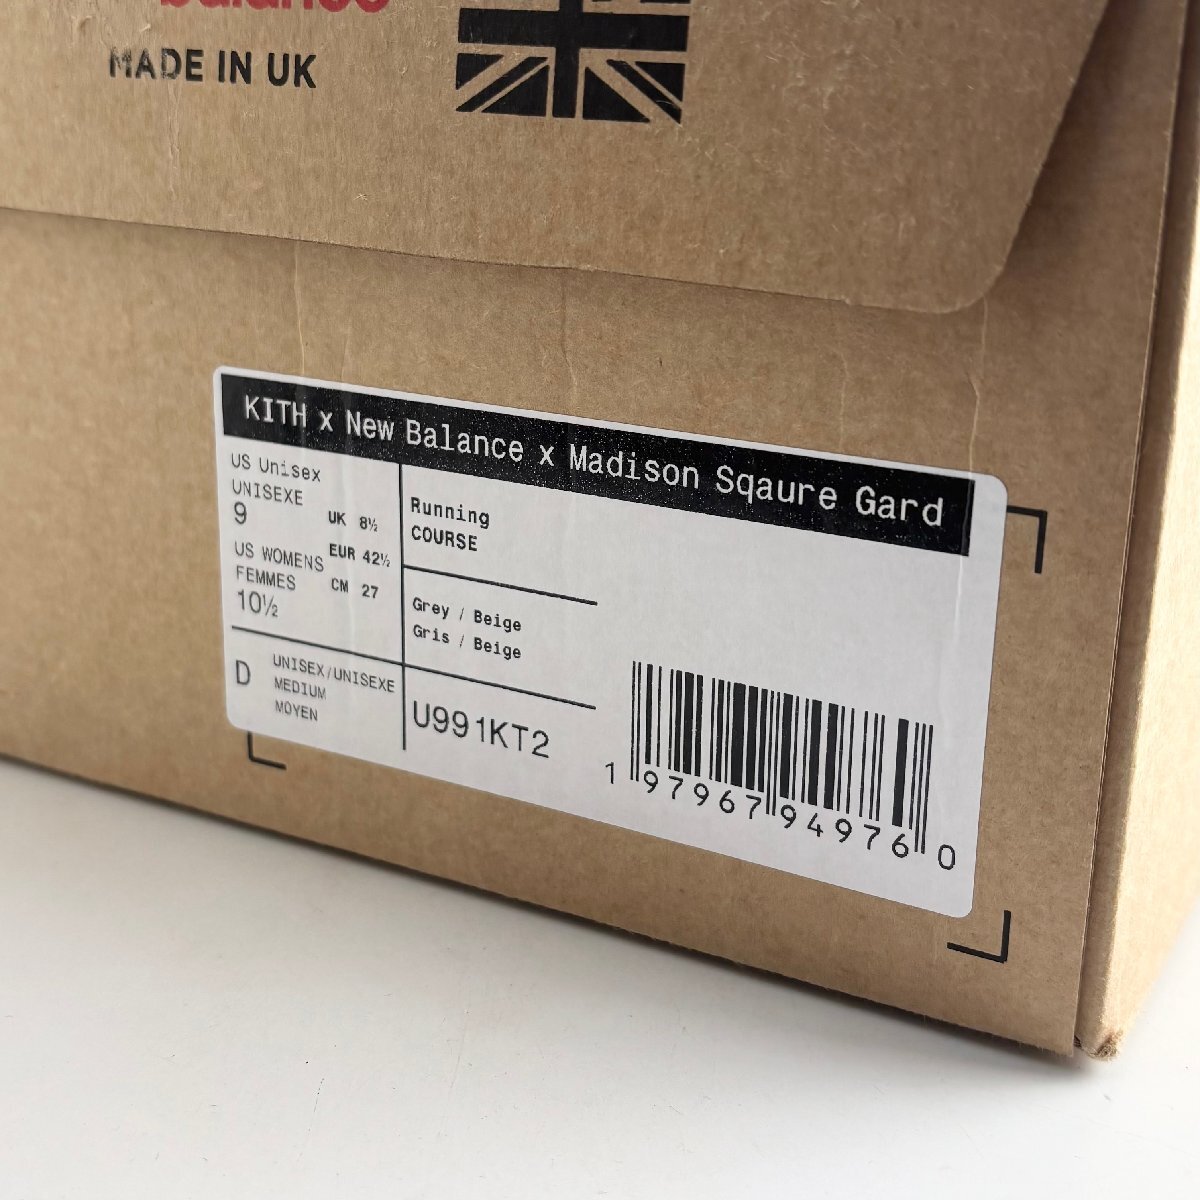 balance
MADE IN UK
KITH x New Balance x Madison Sqaure Gard
US Unisex
UNISEXE
9
UK 8½
US WOMENS
EUR 42½
FEMMES
CM 27
10½
Running
COURSE
Grey / Beige
Gris / Beige
D
UNISEX/UNISEXE
MEDIUM
MOYEN
U991KT2
1 97967 94976 0